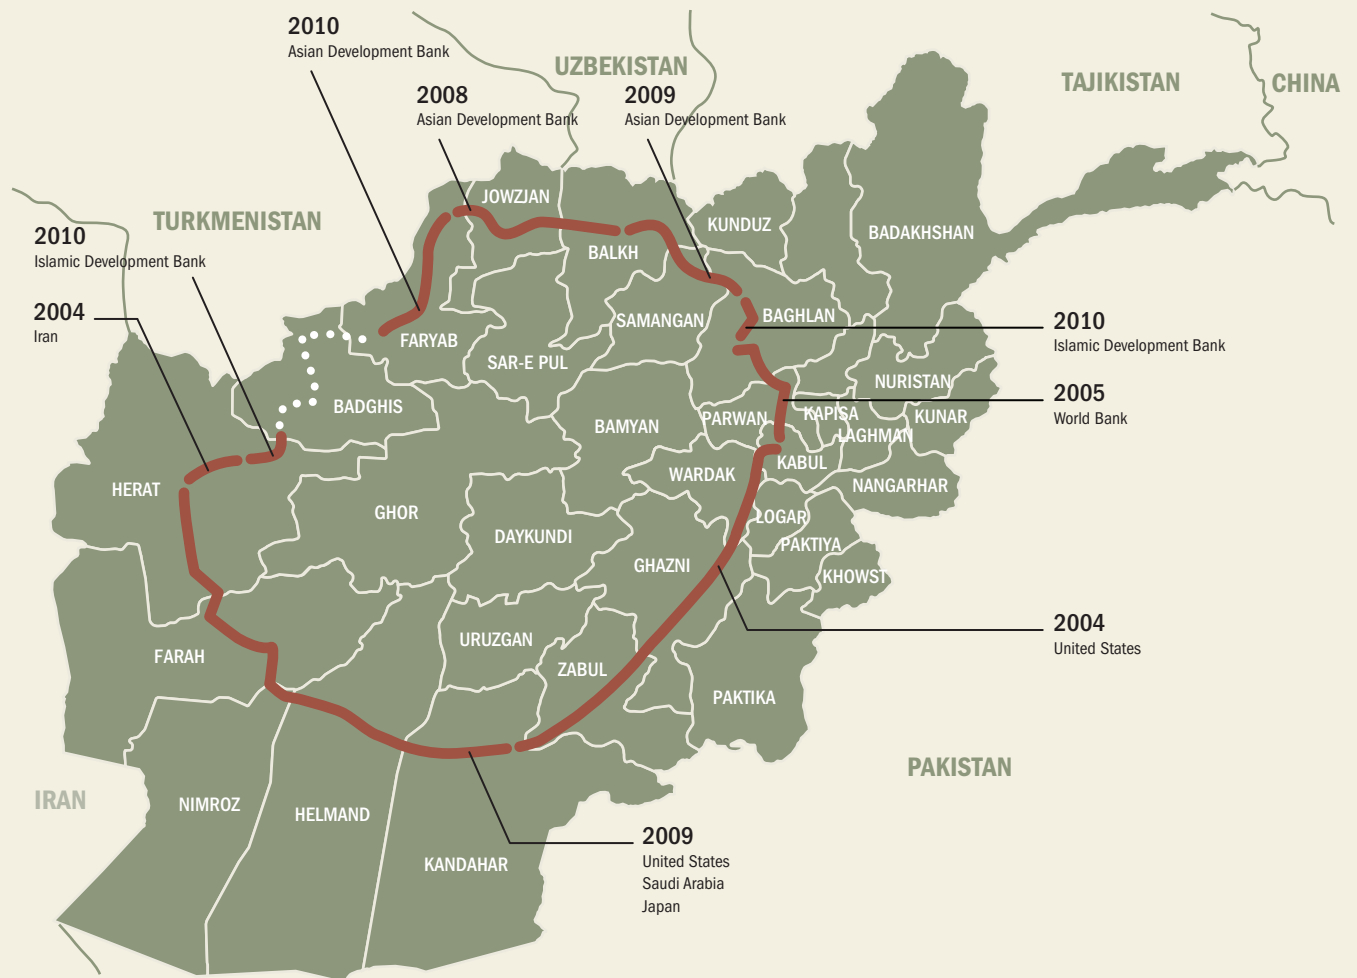 2010
Asian Development Bank
UZBEKISTAN
TAJIKISTAN
CHINA
2008
Asian Development Bank
2009
Asian Development Bank
JOWZJAN
TURKMENISTAN
KUNDUZ
BADAKHSHAN
2010
Islamic Development Bank
BALKH
2004
Iran
SAMANGAN
BAGHLAN
2010
Islamic Development Bank
FARYAB
SAR-E PUL
NURISTAN
2005
World Bank
BADGHIS
BAMYAN
PARWAN
KAPISA
KUNAR
LAGHMAN
WARDAK
KABUL
HERAT
NANGARHAR
GHOR
LOGAR
DAYKUNDI
PAKTIYA
GHAZNI
KHOWST
2004
United States
URUZGAN
FARAH
ZABUL
PAKTIKA
PAKISTAN
IRAN
NIMROZ
HELMAND
2009
United States
Saudi Arabia
Japan
KANDAHAR